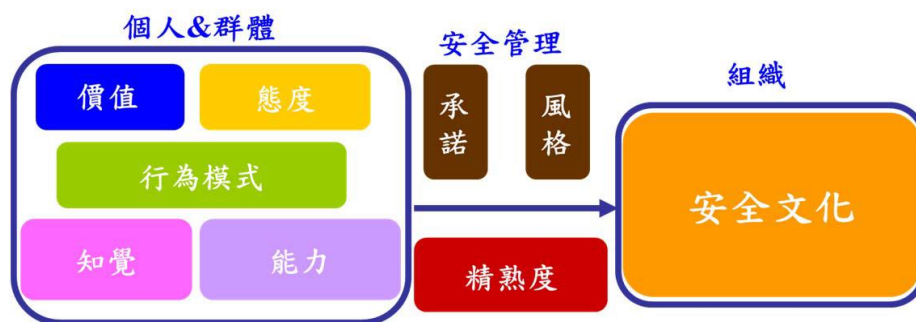 個人&群體
安全管理
組織
價值
態度
承諾
風格
行為模式
安全文化
知覺
能力
精熟度